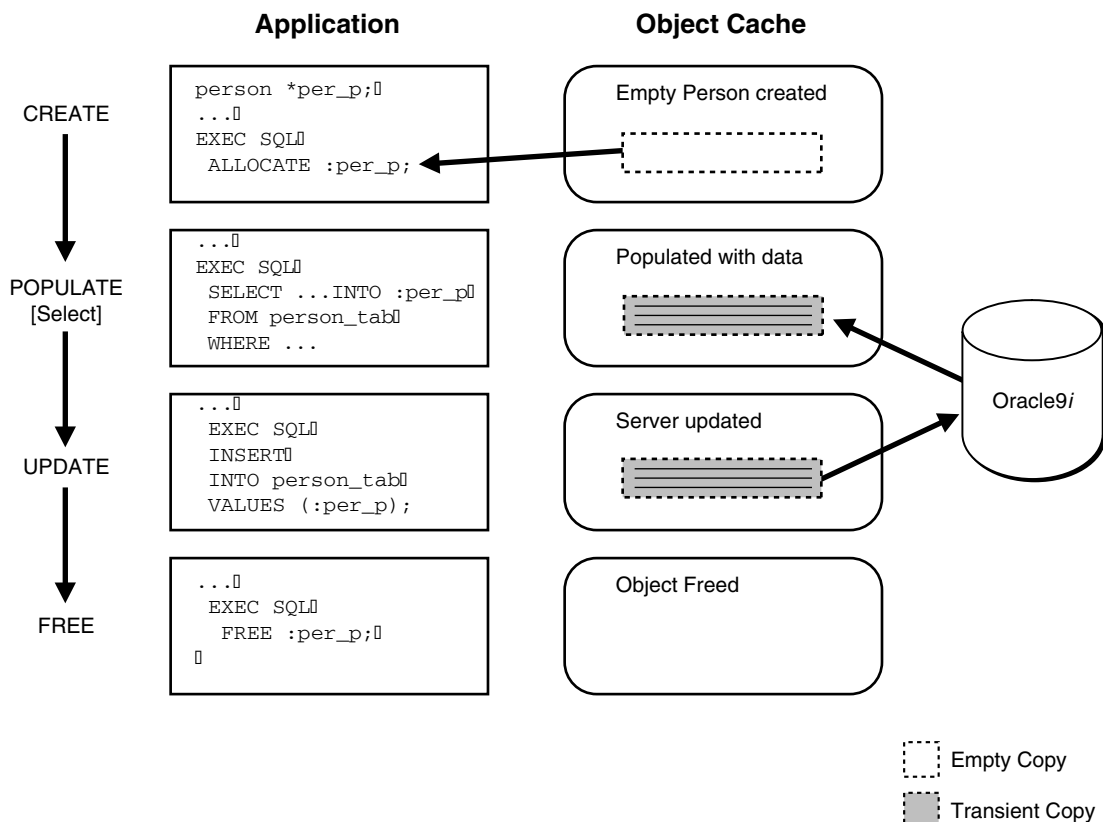 Application
Object Cache
CREATE
person *per_p;▯
...▯
EXEC SQL▯
ALLOCATE :per_p;
Empty Person created
POPULATE
[Select]
...▯
EXEC SQL▯
SELECT ...INTO :per_p▯
FROM person_tab▯
WHERE ...
Populated with data
Oracle9i
UPDATE
...▯
EXEC SQL▯
INSERT▯
INTO person_tab▯
VALUES (:per_p);
Server updated
FREE
...▯
EXEC SQL▯
FREE :per_p;▯
▯
Object Freed
Empty Copy
Transient Copy